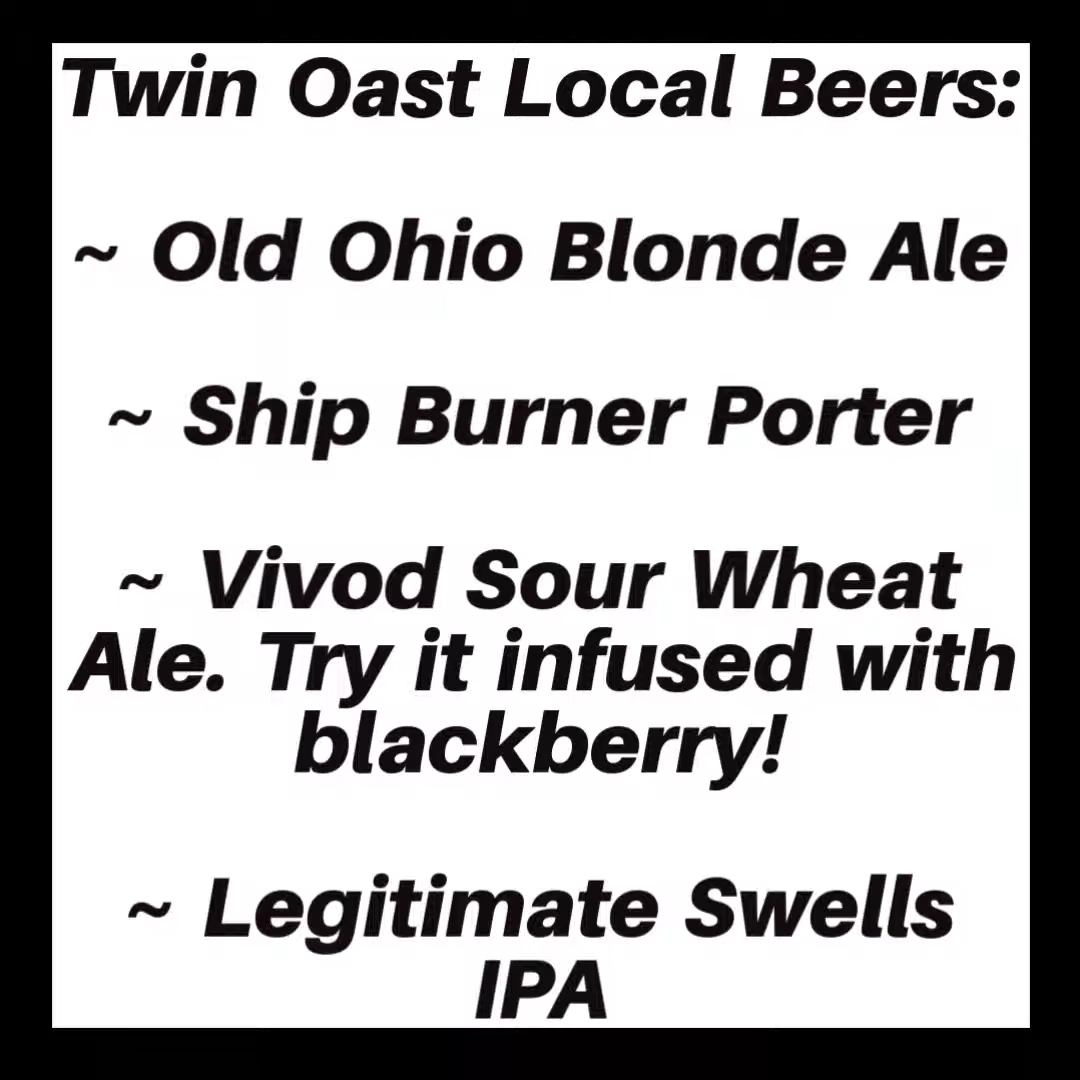 Twin Oast Local Beers:
~ Old Ohio Blonde Ale
~ Ship Burner Porter
~ Vivod Sour Wheat
Ale. Try it infused with
blackberry!
~ Legitimate Swells
IPA